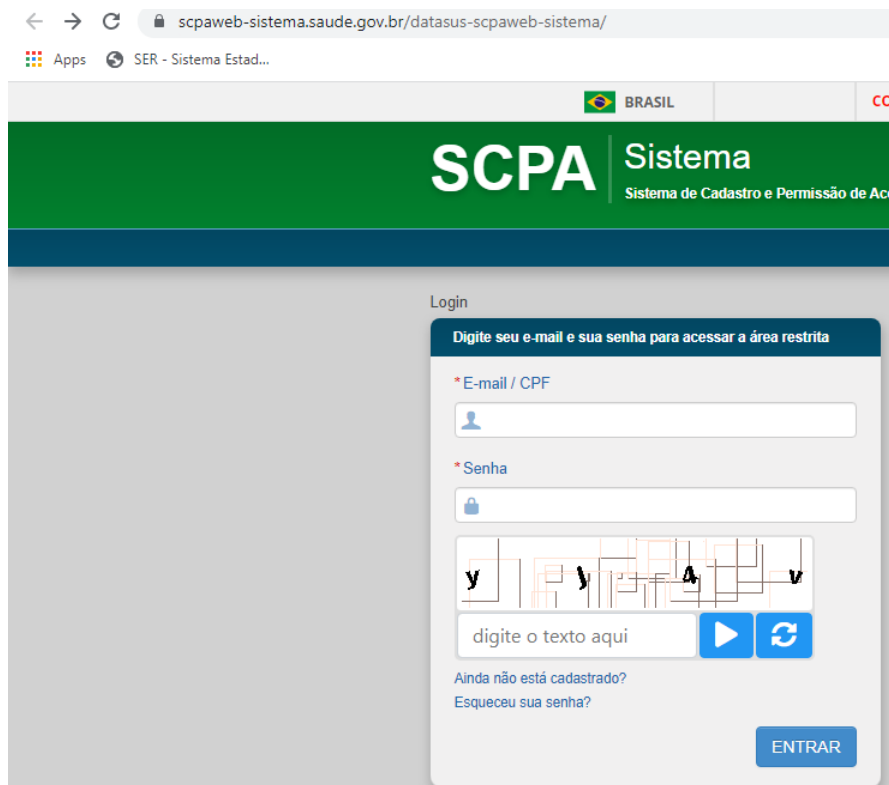 scpaweb-sistema.saude.gov.br/datasus-scpaweb-sistema/
Apps SER - Sistema Estad...
BRASIL CO
SCPA Sistema
Sistema de Cadastro e Permissão de Ace
Login
Digite seu e-mail e sua senha para acessar a área restrita
*E-mail / CPF
*Senha
digite o texto aqui
Ainda não está cadastrado?
Esqueceu sua senha?
ENTRAR